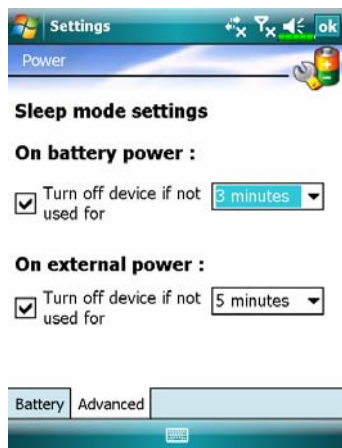 Settings ok
Power
Sleep mode settings
On battery power :
Turn off device if not 3 minutes
used for
On external power :
Turn off device if not 5 minutes
used for
Battery Advanced